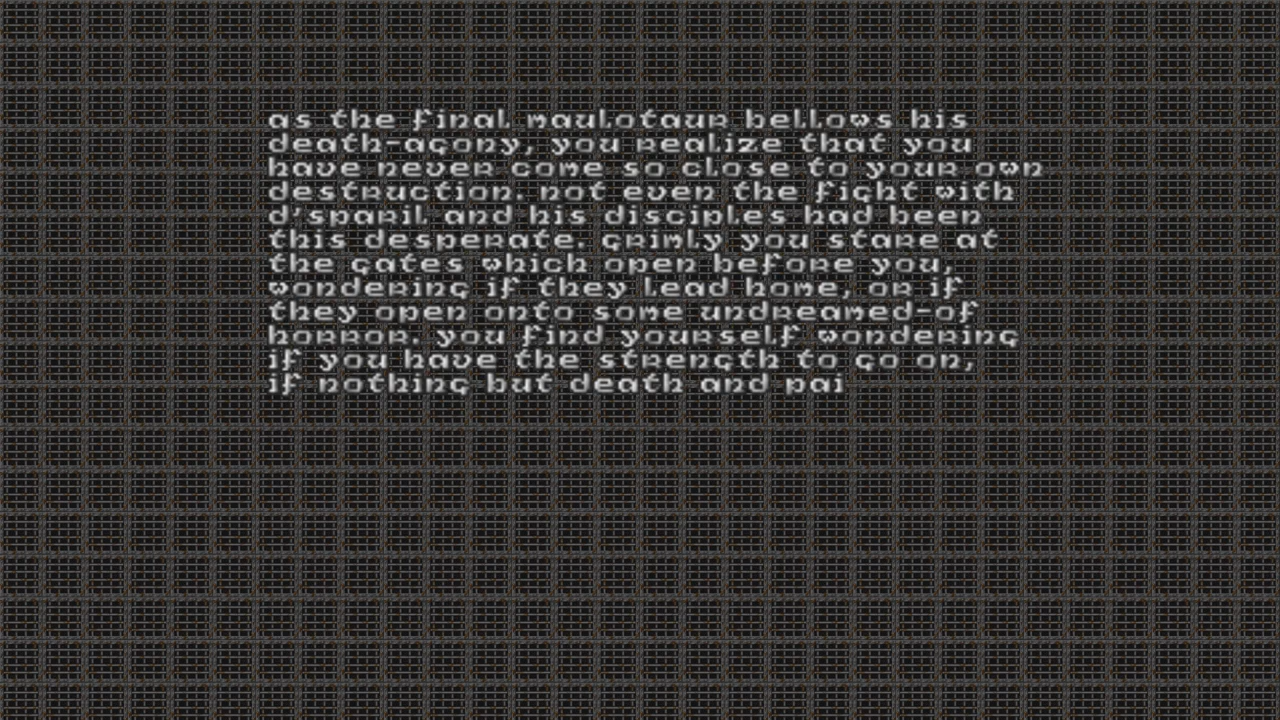 as the final maulotaur bellows his
death-agony, you realize that you
have never come so close to your own
destruction. not even the fight with
d'sparil and his disciples had been
this desperate. grimly you stare at
the gates which open before you,
wondering if they lead home, or if
they open onto some undreamed-of
horror. you find yourself wondering
if you have the strength to go on,
if nothing but death and pai